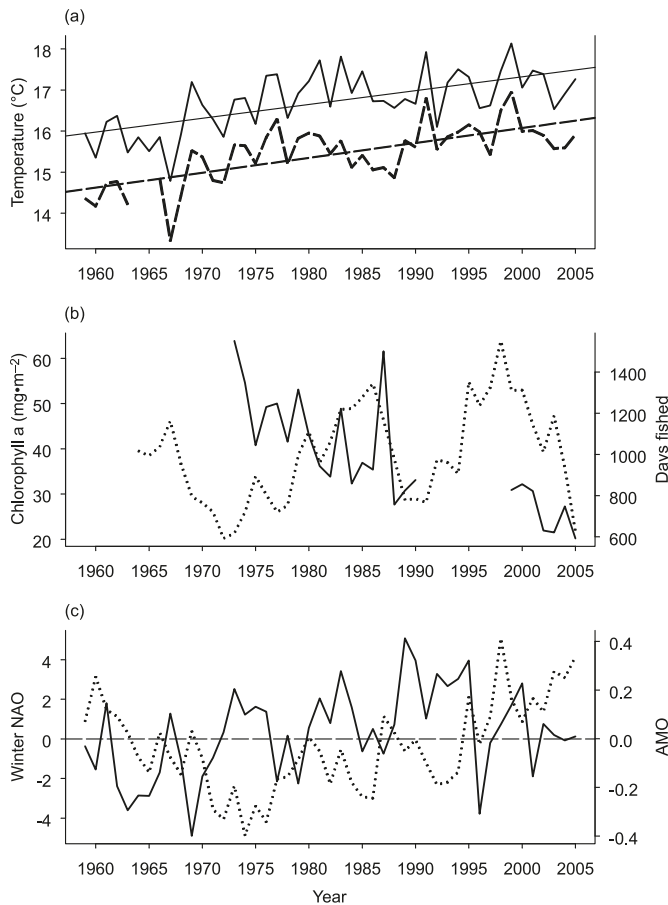 (a)
Temperature (°C)
18
17
16
15
14
1960 1965 1970 1975 1980 1985 1990 1995 2000 2005
(b)
Chlorophyll a (mg•m−2)
60
50
40
30
20
Days fished
1400
1200
1000
800
600
1960 1965 1970 1975 1980 1985 1990 1995 2000 2005
(c)
Winter NAO
4
2
0
-2
-4
AMO
0.4
0.2
0.0
-0.2
-0.4
1960 1965 1970 1975 1980 1985 1990 1995 2000 2005
Year